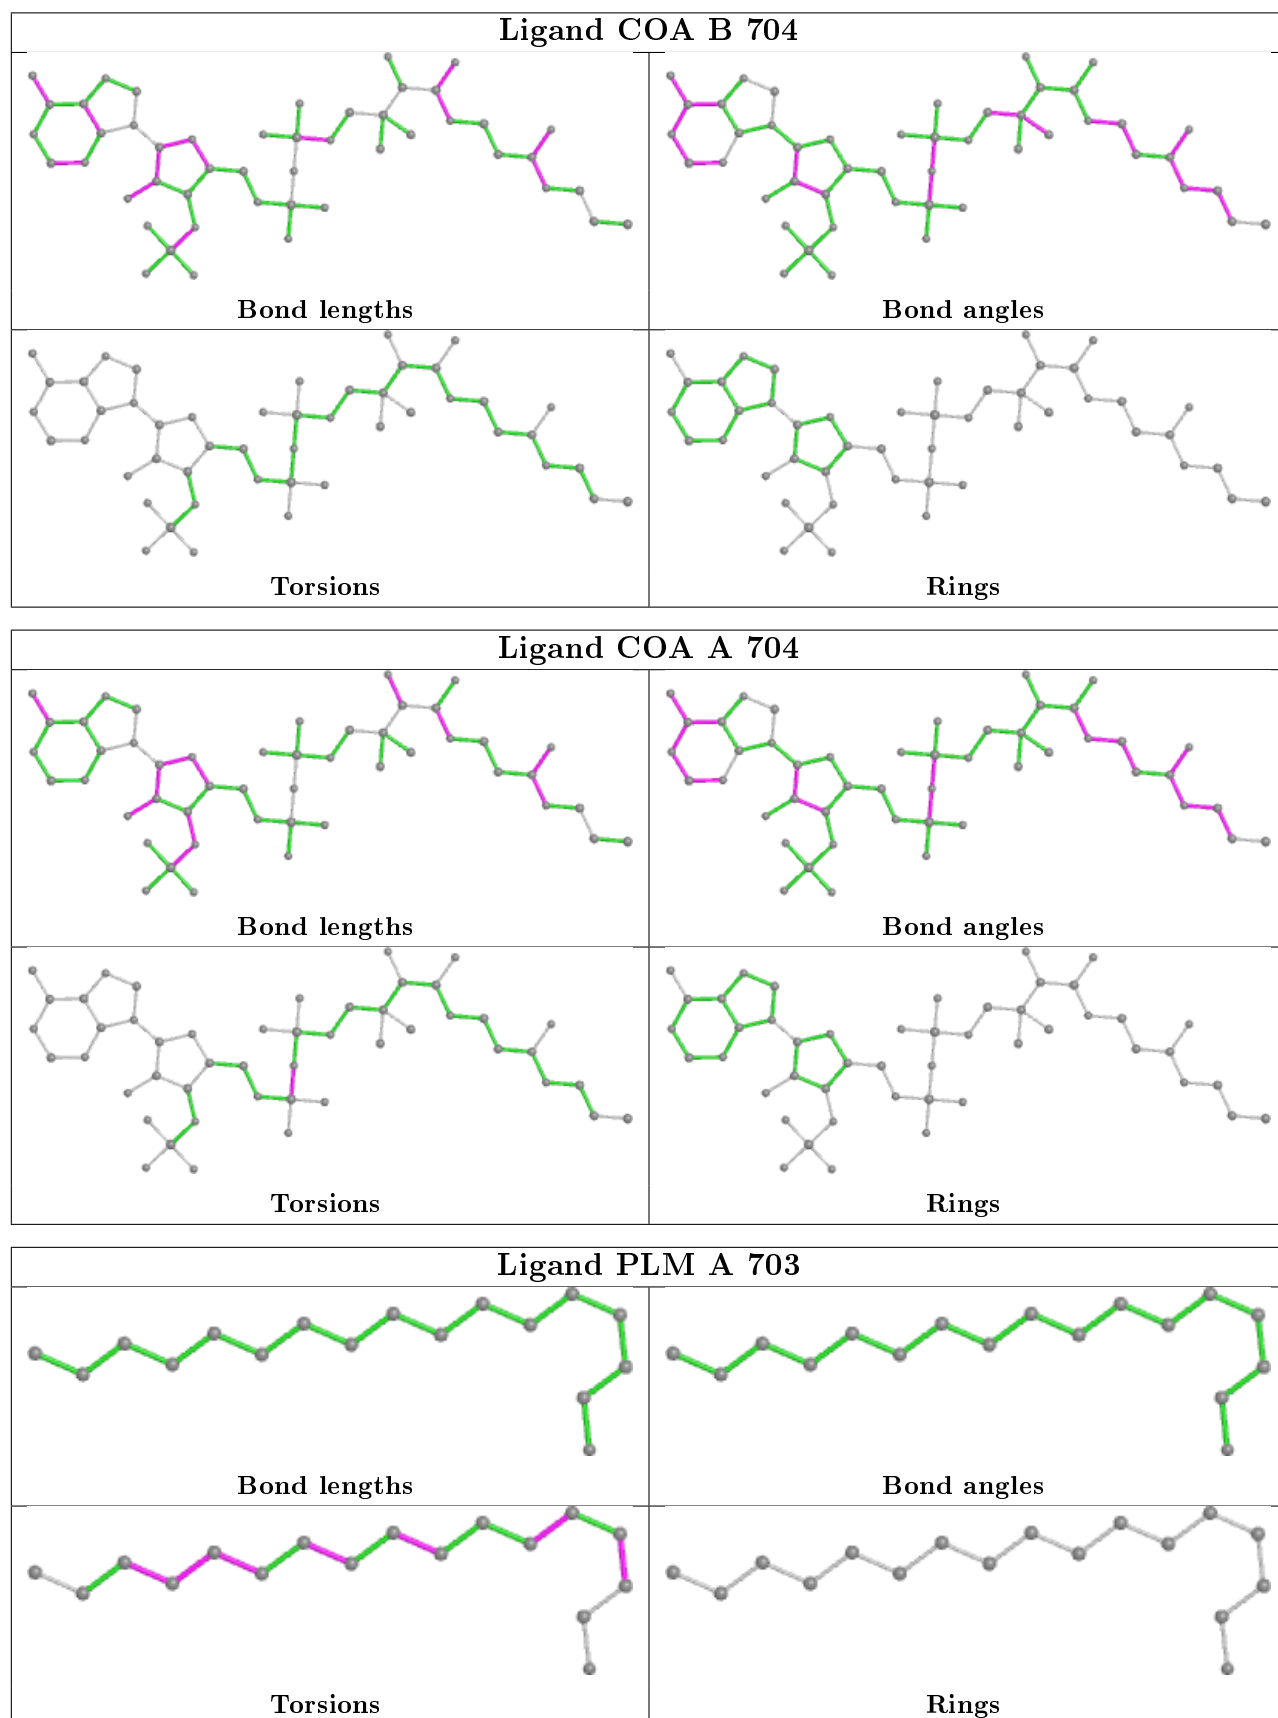 Ligand COA B 704
Bond lengths
Bond angles
Torsions
Rings
Ligand COA A 704
Bond lengths
Bond angles
Torsions
Rings
Ligand PLM A 703
Bond lengths
Bond angles
Torsions
Rings